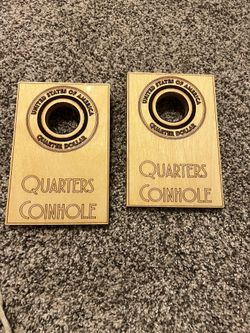 UNITED STATES OF AMERICA
QUARTER DOLLAR
QUARTERS
COINHOLE
UNITED STATES OF AMERICA
QUARTER DOLLAR
QUARTERS
COINHOLE